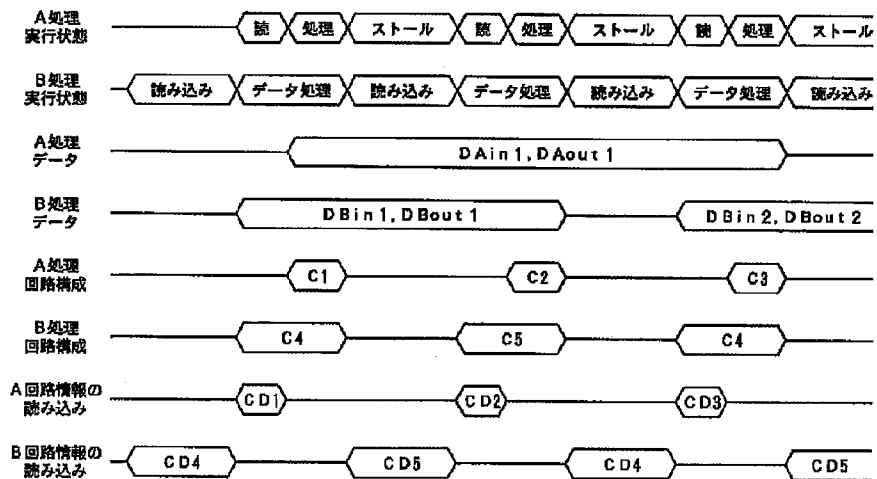 A処理
実行状態
読 処理 ストール 読 処理 ストール 読 処理 ストール
B処理
実行状態
読み込み データ処理 読み込み データ処理 読み込み データ処理 読み込み
A処理
データ
DAin1,DAout1
B処理
データ
DBin1,DBout1 DBin2,DBout2
A処理
回路構成
C1 C2 C3
B処理
回路構成
C4 C5 C4
A回路情報の
読み込み
CD1 CD2 CD3
B回路情報の
読み込み
CD4 CD5 CD4 CD5